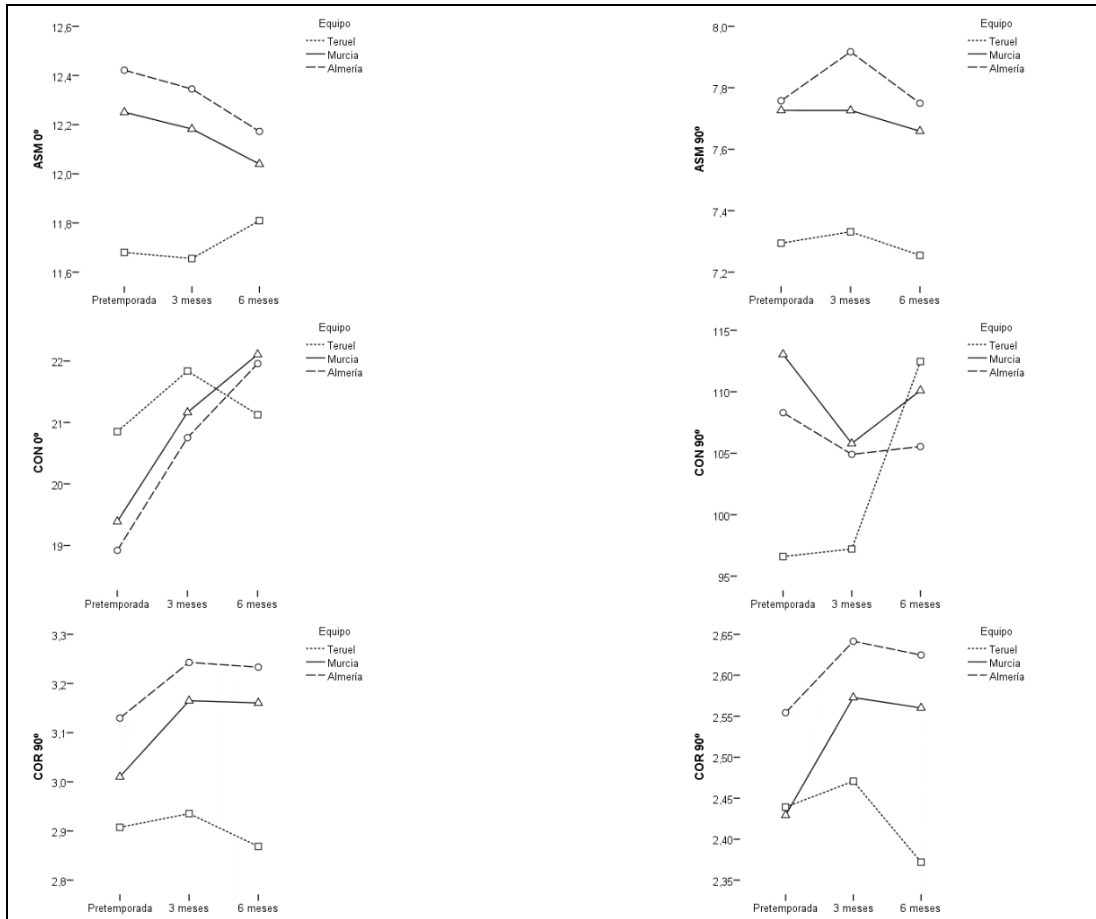 Equipo
Teruel
Murcia
Almería
12,6
12,4
12,2
12,0
11,8
11,6
ASM 0º
Pretemporada 3 meses 6 meses
Equipo
Teruel
Murcia
Almería
8,0
7,8
7,6
7,4
7,2
ASM 90º
Pretemporada 3 meses 6 meses
Equipo
Teruel
Murcia
Almería
22
21
20
19
CON 0º
Pretemporada 3 meses 6 meses
Equipo
Teruel
Murcia
Almería
115
110
105
100
95
CON 90º
Pretemporada 3 meses 6 meses
Equipo
Teruel
Murcia
Almería
3,3
3,2
3,1
3,0
2,9
2,8
COR 90º
Pretemporada 3 meses 6 meses
Equipo
Teruel
Murcia
Almería
2,65
2,60
2,55
2,50
2,45
2,40
2,35
COR 90º
Pretemporada 3 meses 6 meses